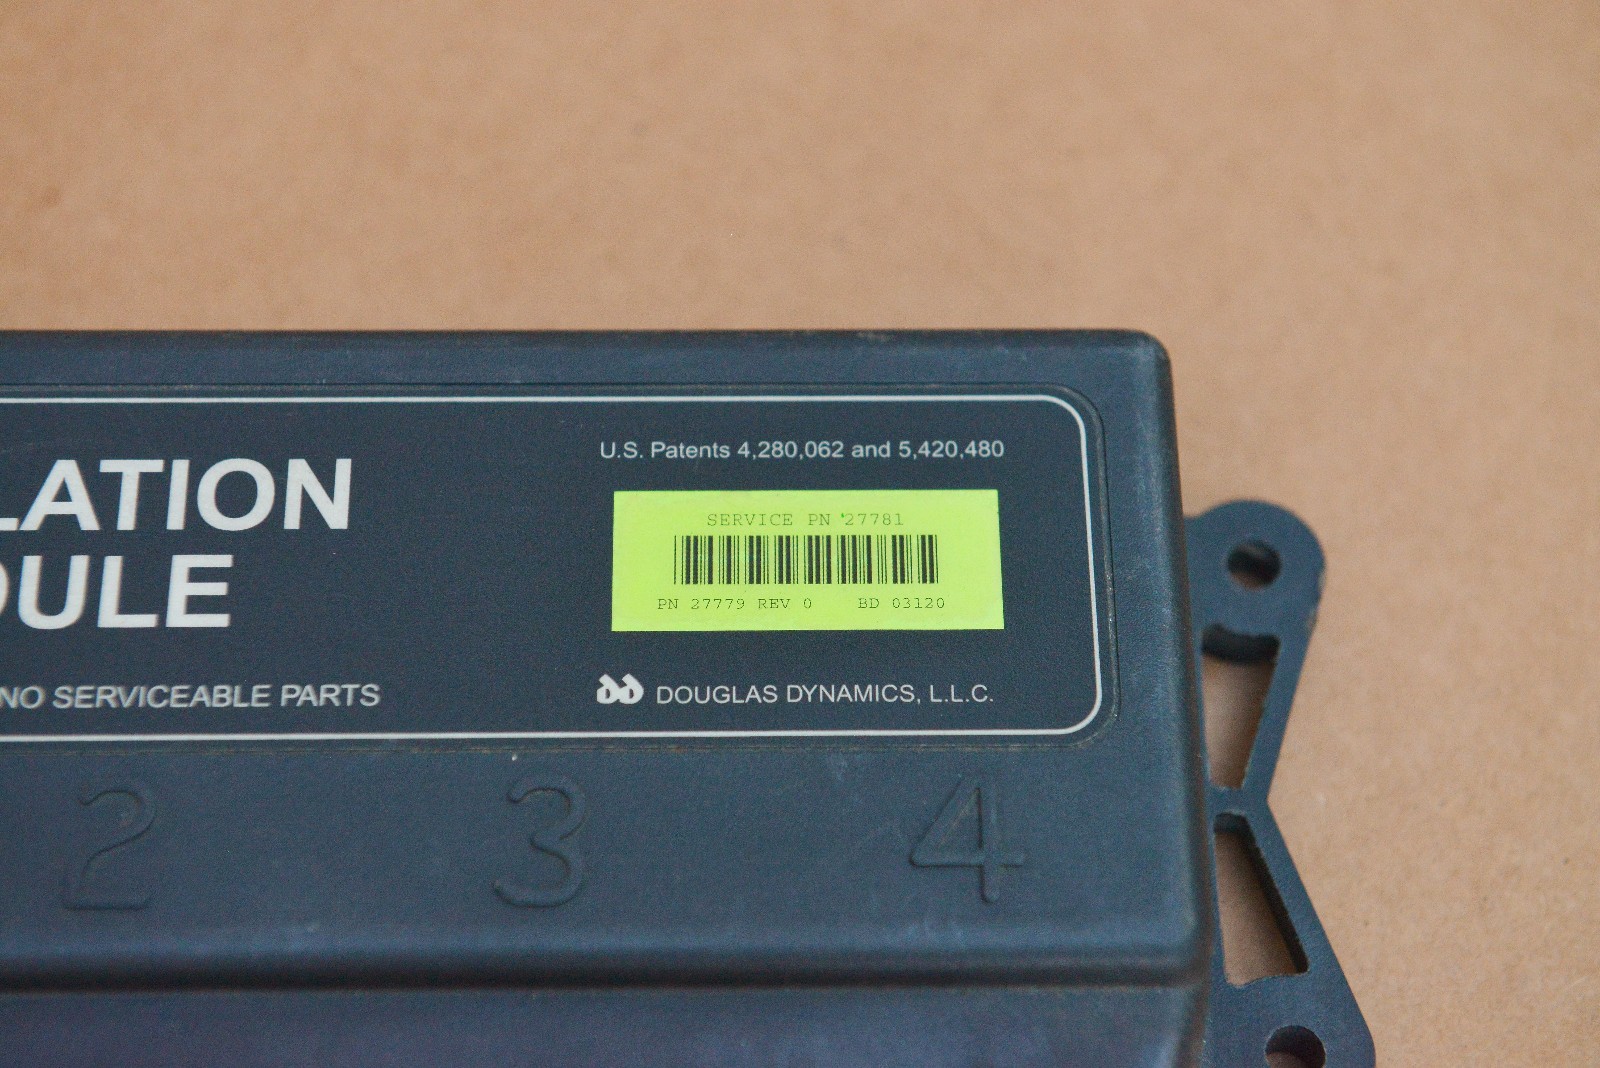 U.S. Patents 4,280,062 and 5,420,480
LATION
DULE
SERVICE PN 27781
PN 27779 REV 0 BD 03120
NO SERVICEABLE PARTS
DOUGLAS DYNAMICS, L.L.C.
2 3 4